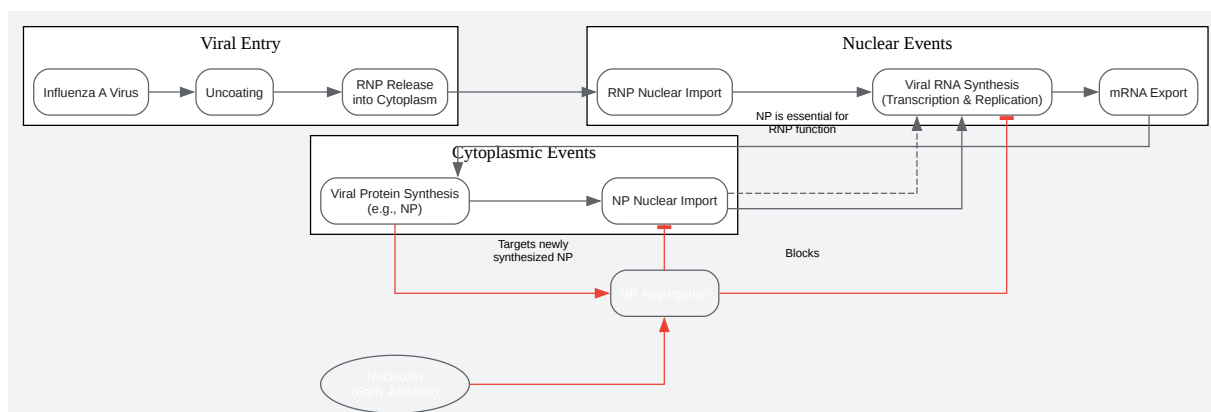 Viral Entry
Influenza A Virus
Uncoating
RNP Release
into Cytoplasm
Nuclear Events
RNP Nuclear Import
Viral RNA Synthesis
(Transcription & Replication)
mRNA Export
NP is essential for
RNP function
Cytoplasmic Events
Viral Protein Synthesis
(e.g., NP)
NP Nuclear Import
Targets newly
synthesized NP
Blocks
NP Aggregation
Nucleozin
(Early Addition)